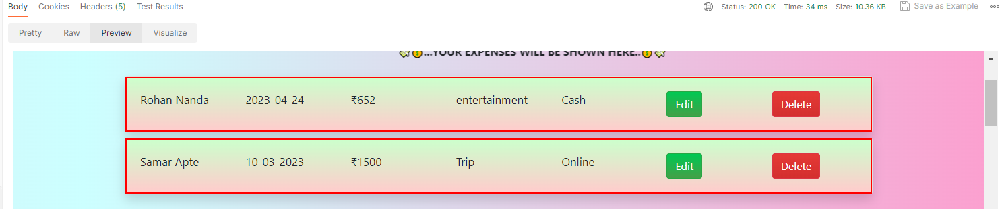 Body Cookies Headers (5) Test Results Status: 200 OK Time: 34 ms Size: 10.36 KB Save as Example
Pretty Raw Preview Visualize
...YOUR EXPENSES WILL BE SHOWN HERE..
Rohan Nanda 2023-04-24 ₹652 entertainment Cash Edit Delete
Samar Apte 10-03-2023 ₹1500 Trip Online Edit Delete